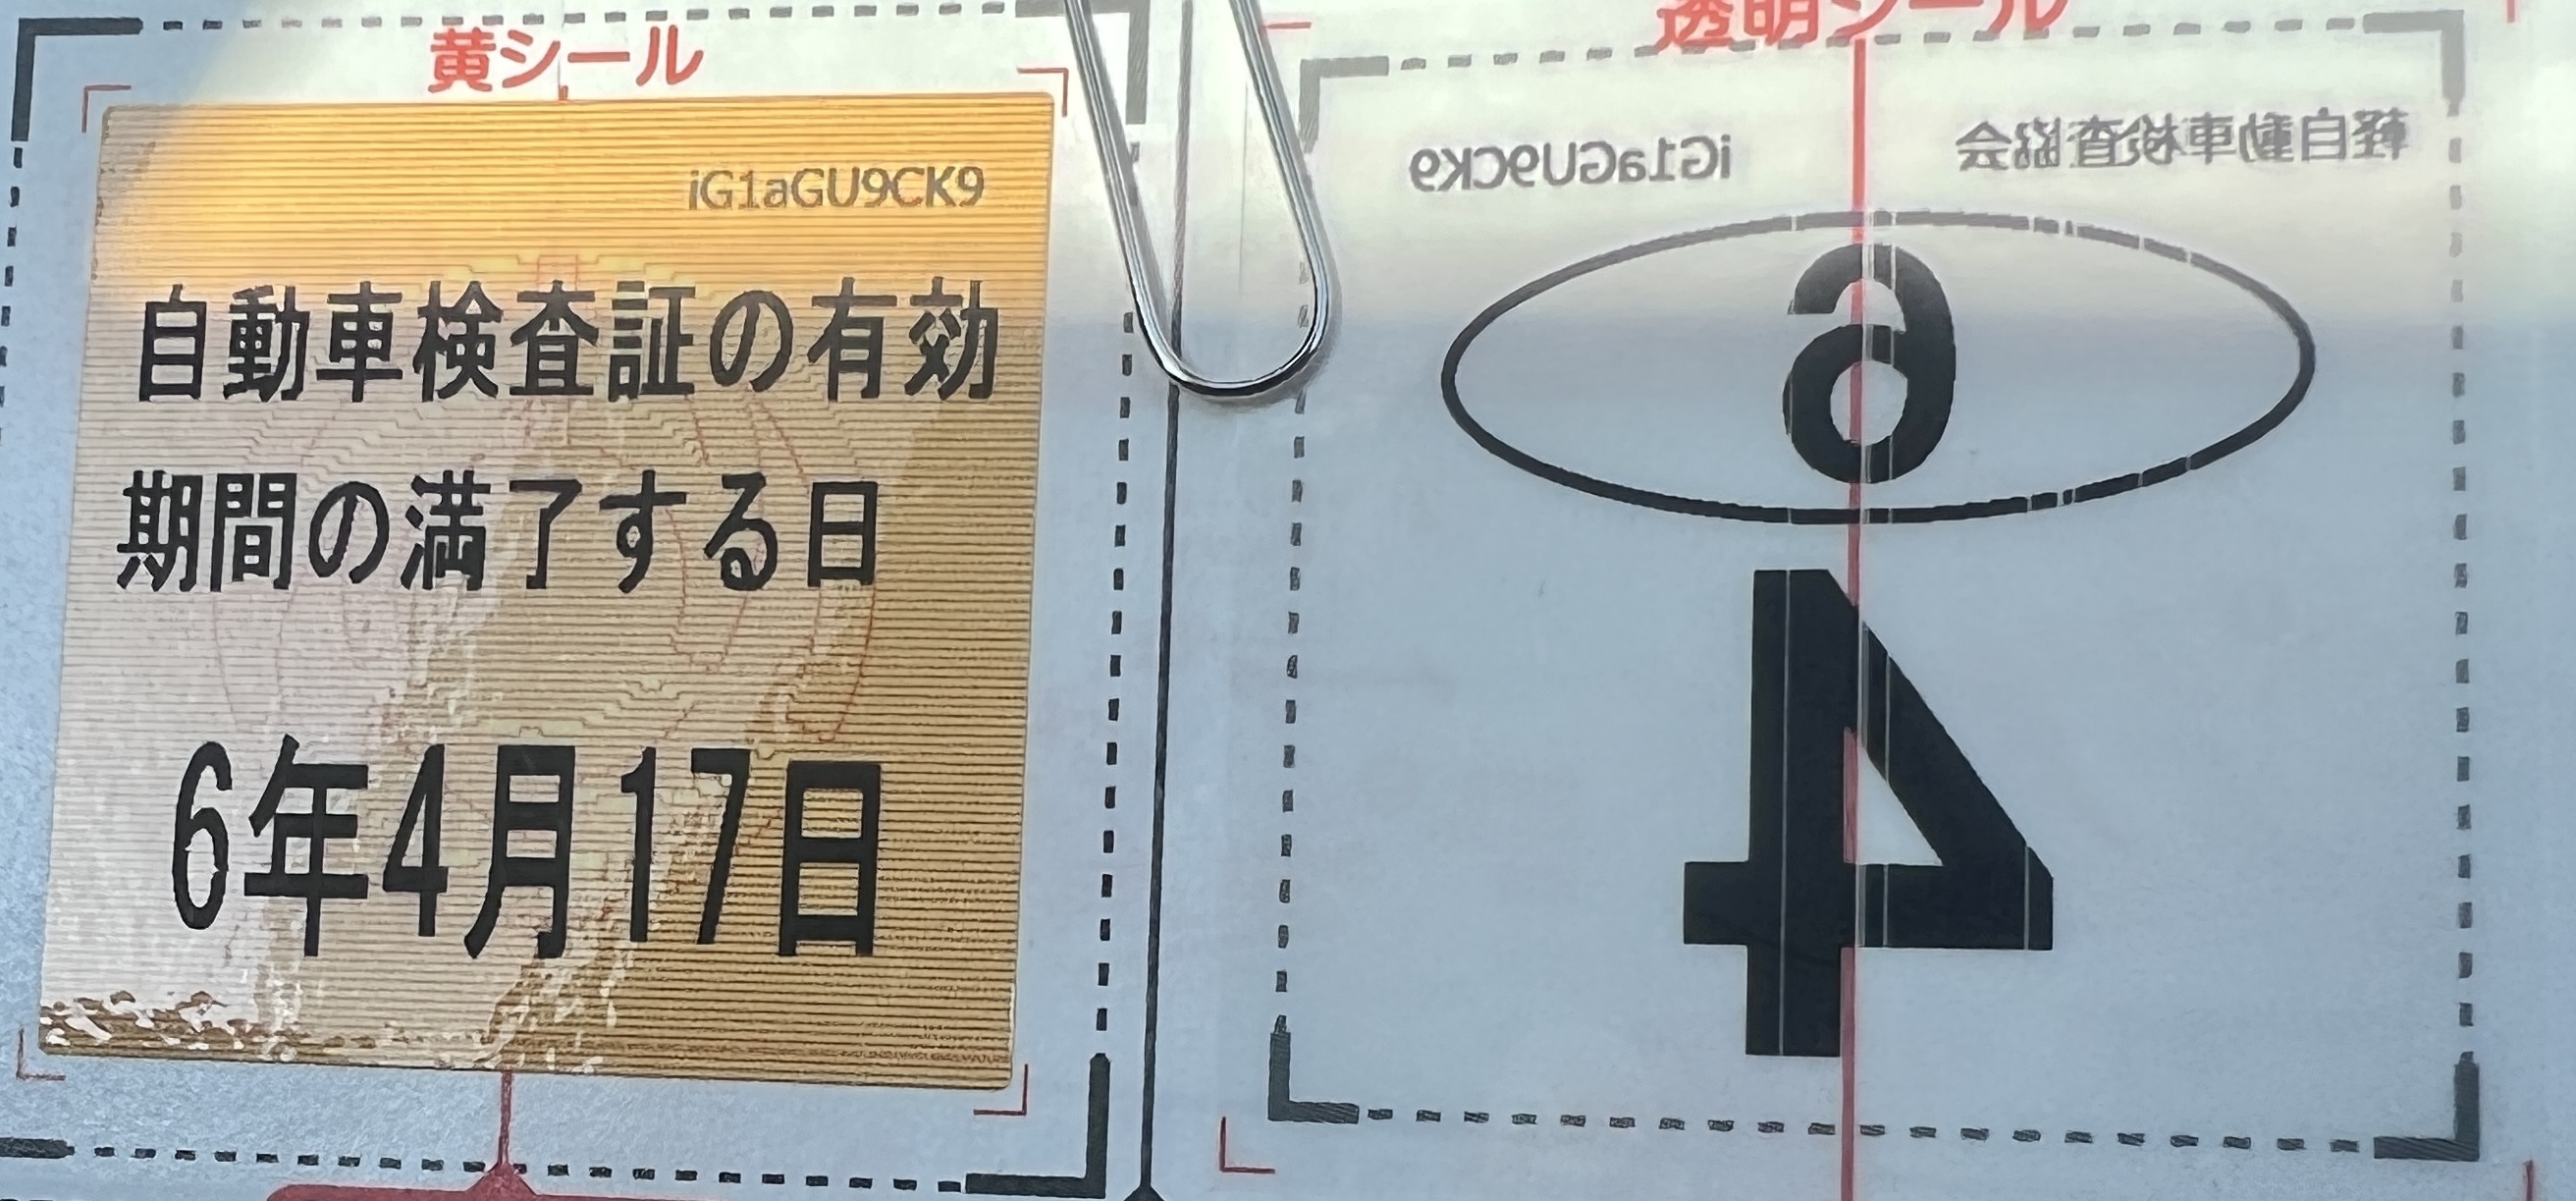 黄シール
iG1aGU9CK9
自動車検査証の有効
期間の満了する日
6年4月17日
透明シール
軽自動車検査協会 iG1aGU9CK9
6
4